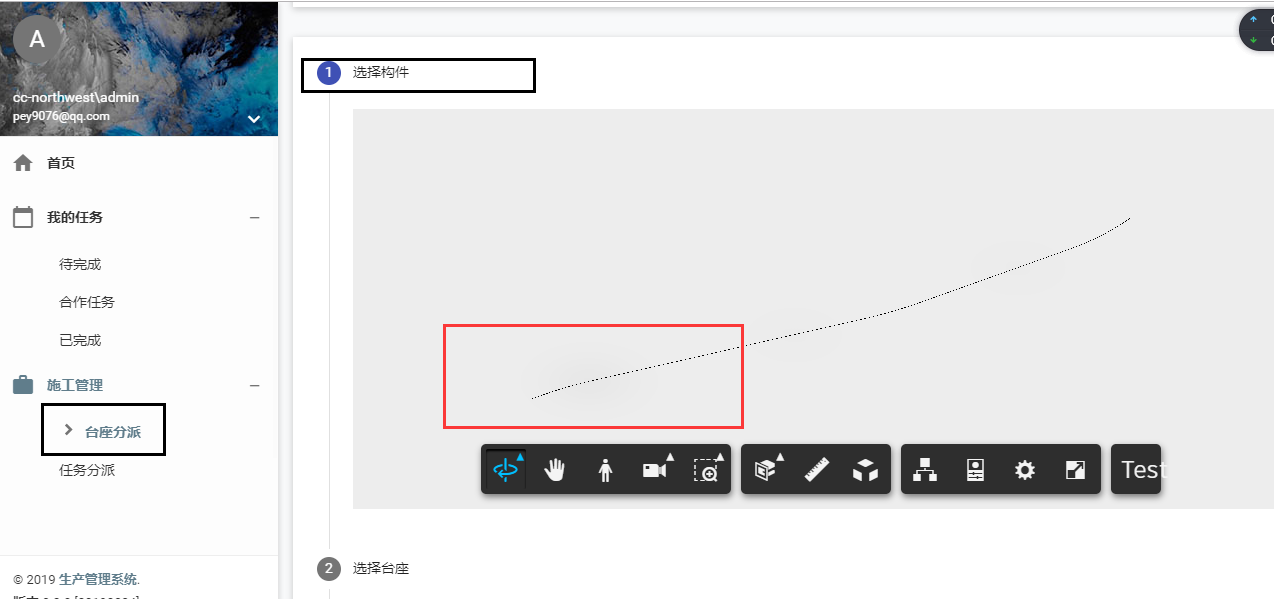 A
cc-northwest\admin
pey9076@qq.com
首页
我的任务
待完成
合作任务
已完成
施工管理
台座分派
任务分派
© 2019 生产管理系统.
1 选择构件
Test
2 选择台座